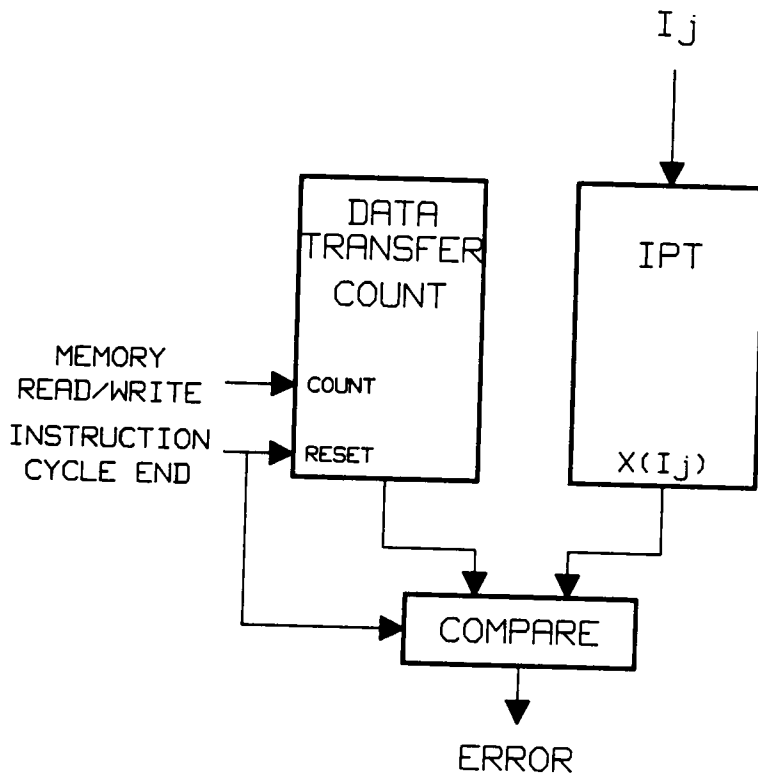 Ij
DATA
TRANSFER
COUNT
IPT
MEMORY
READ/WRITE
COUNT
INSTRUCTION
CYCLE END
RESET
X(Ij)
COMPARE
ERROR